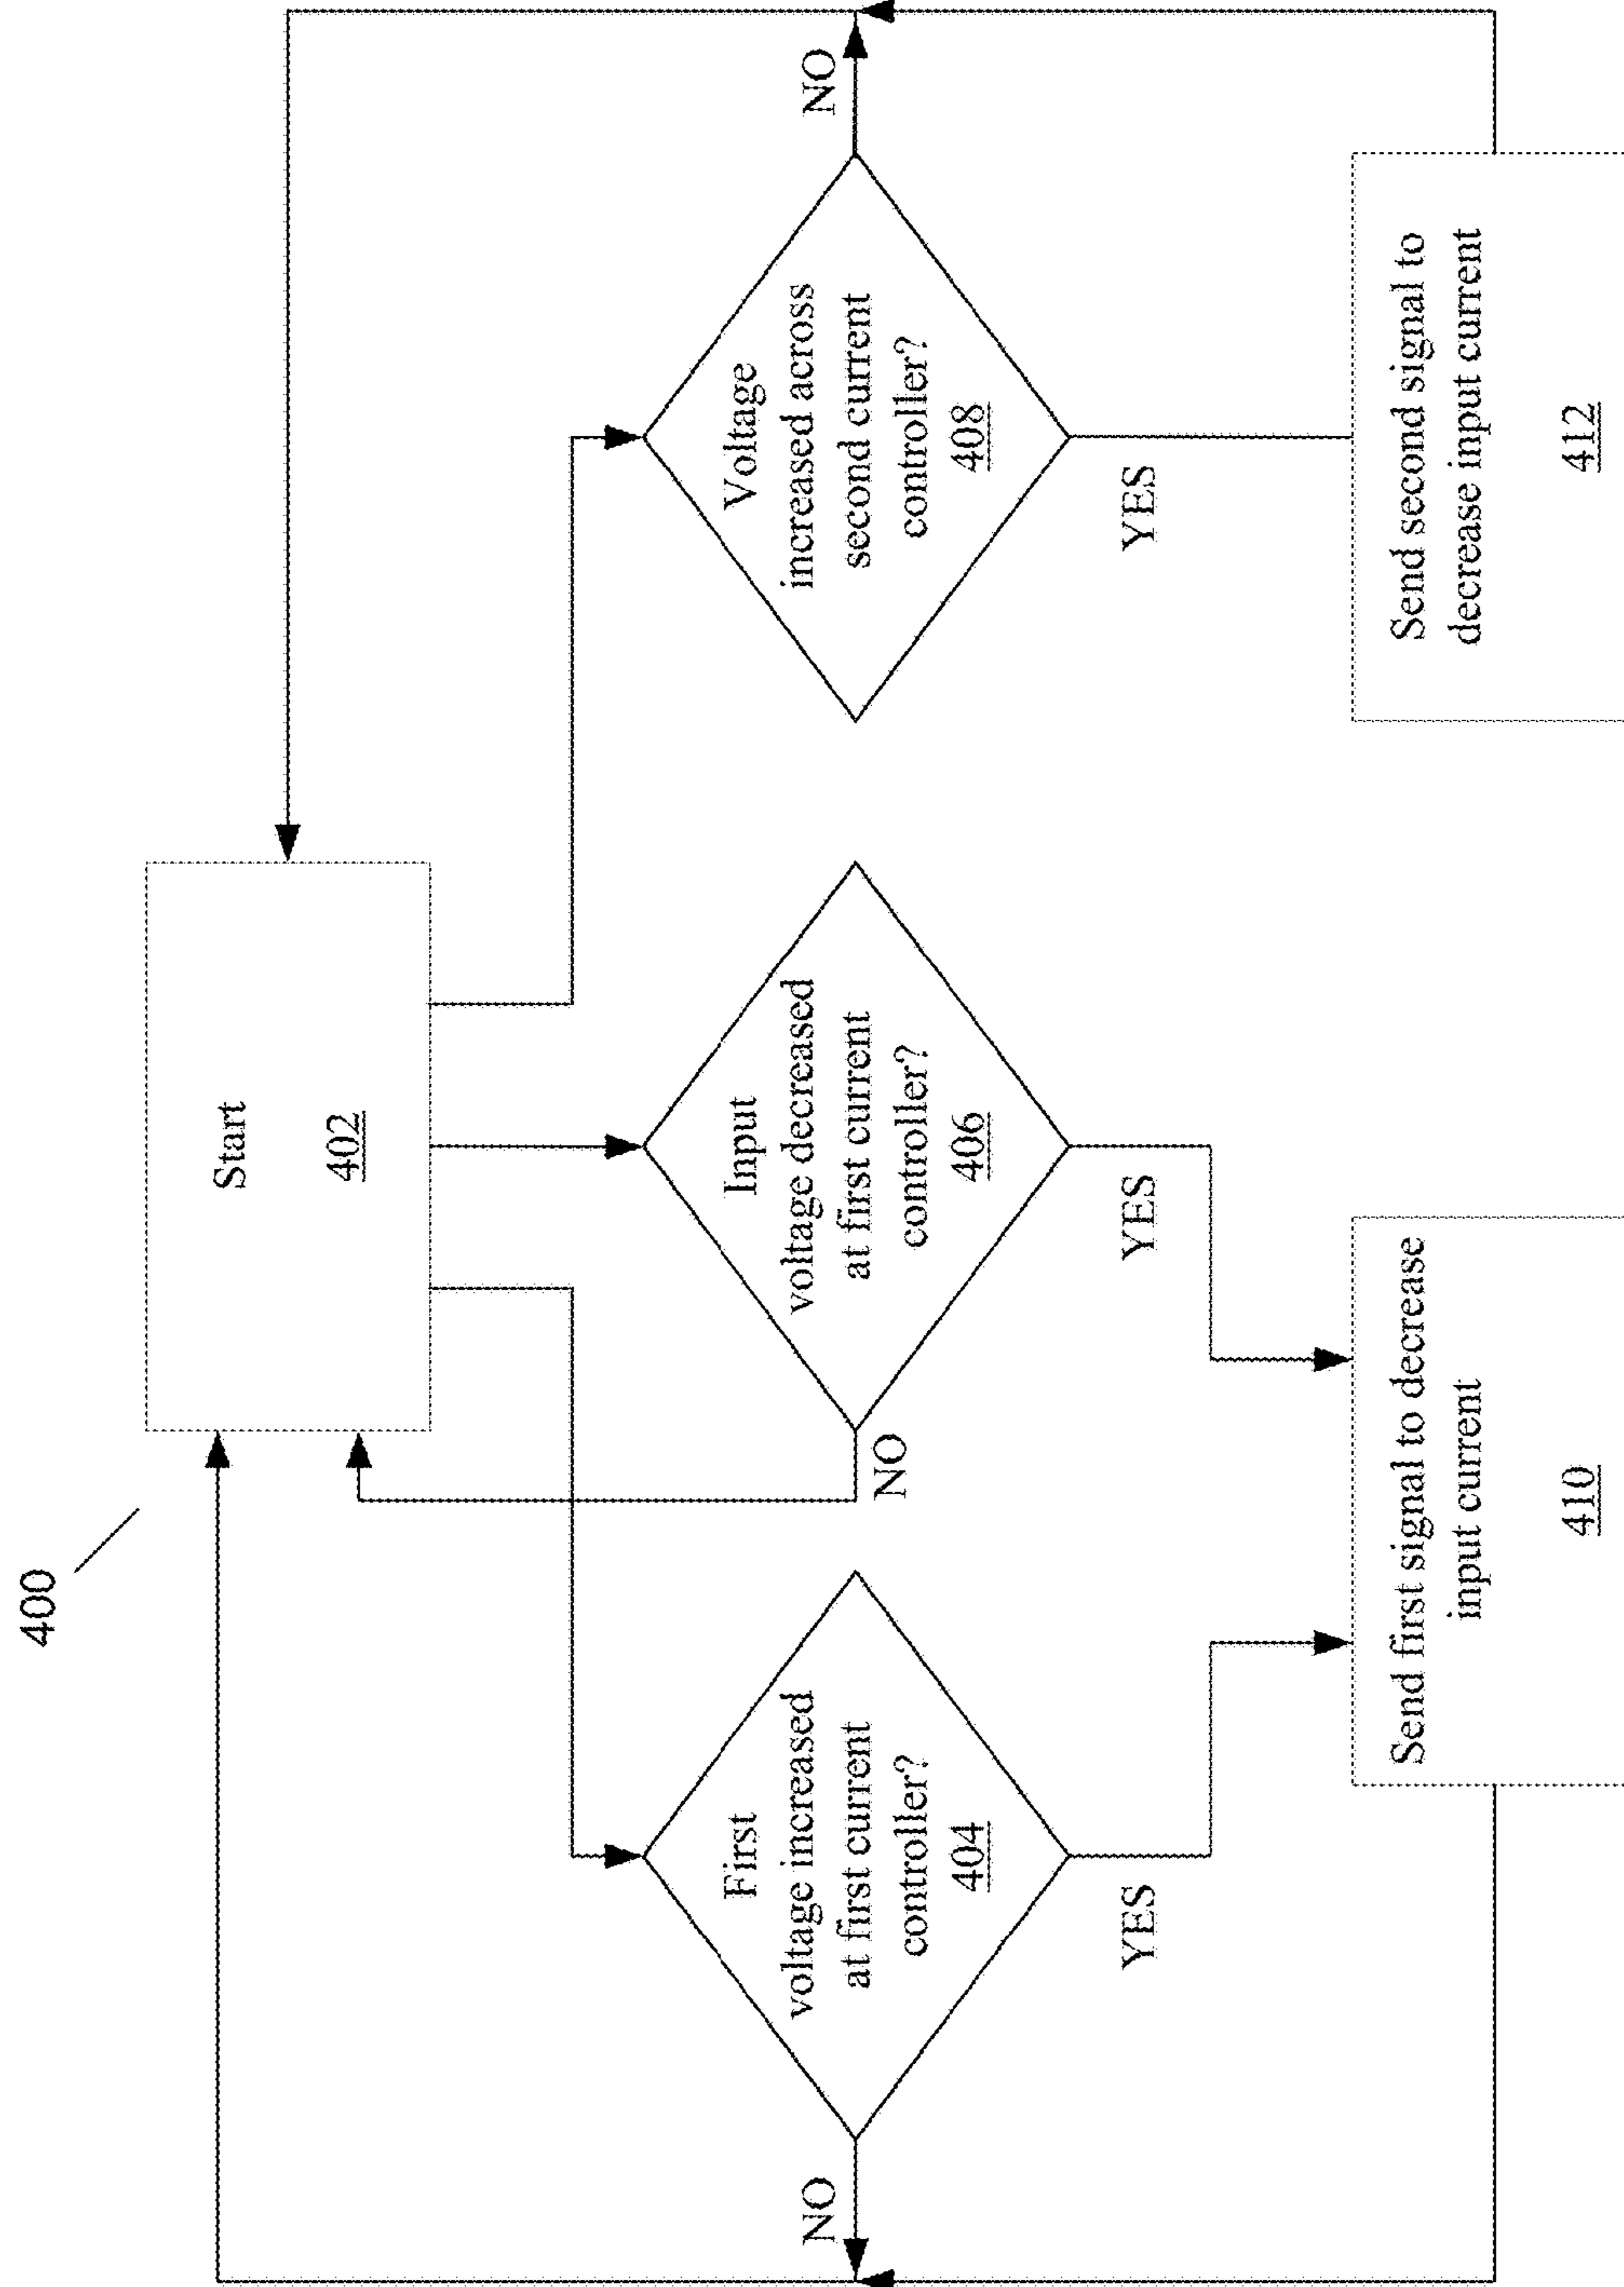 400
Start
402
First
voltage increased
at first current
controller?
404
Input
voltage decreased
at first current
controller?
406
Voltage
increased across
second current
controller?
408
NO
NO
NO
YES
YES
YES
Send first signal to decrease
input current
410
Send second signal to
decrease input current
412